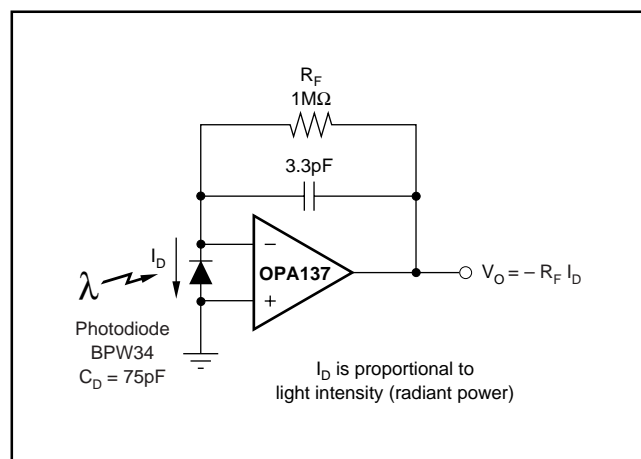 R_F
1MΩ
3.3pF
I_D
λ
–
OPA137
+
V_O = – R_F I_D
Photodiode
BPW34
C_D = 75pF
I_D is proportional to
light intensity (radiant power)